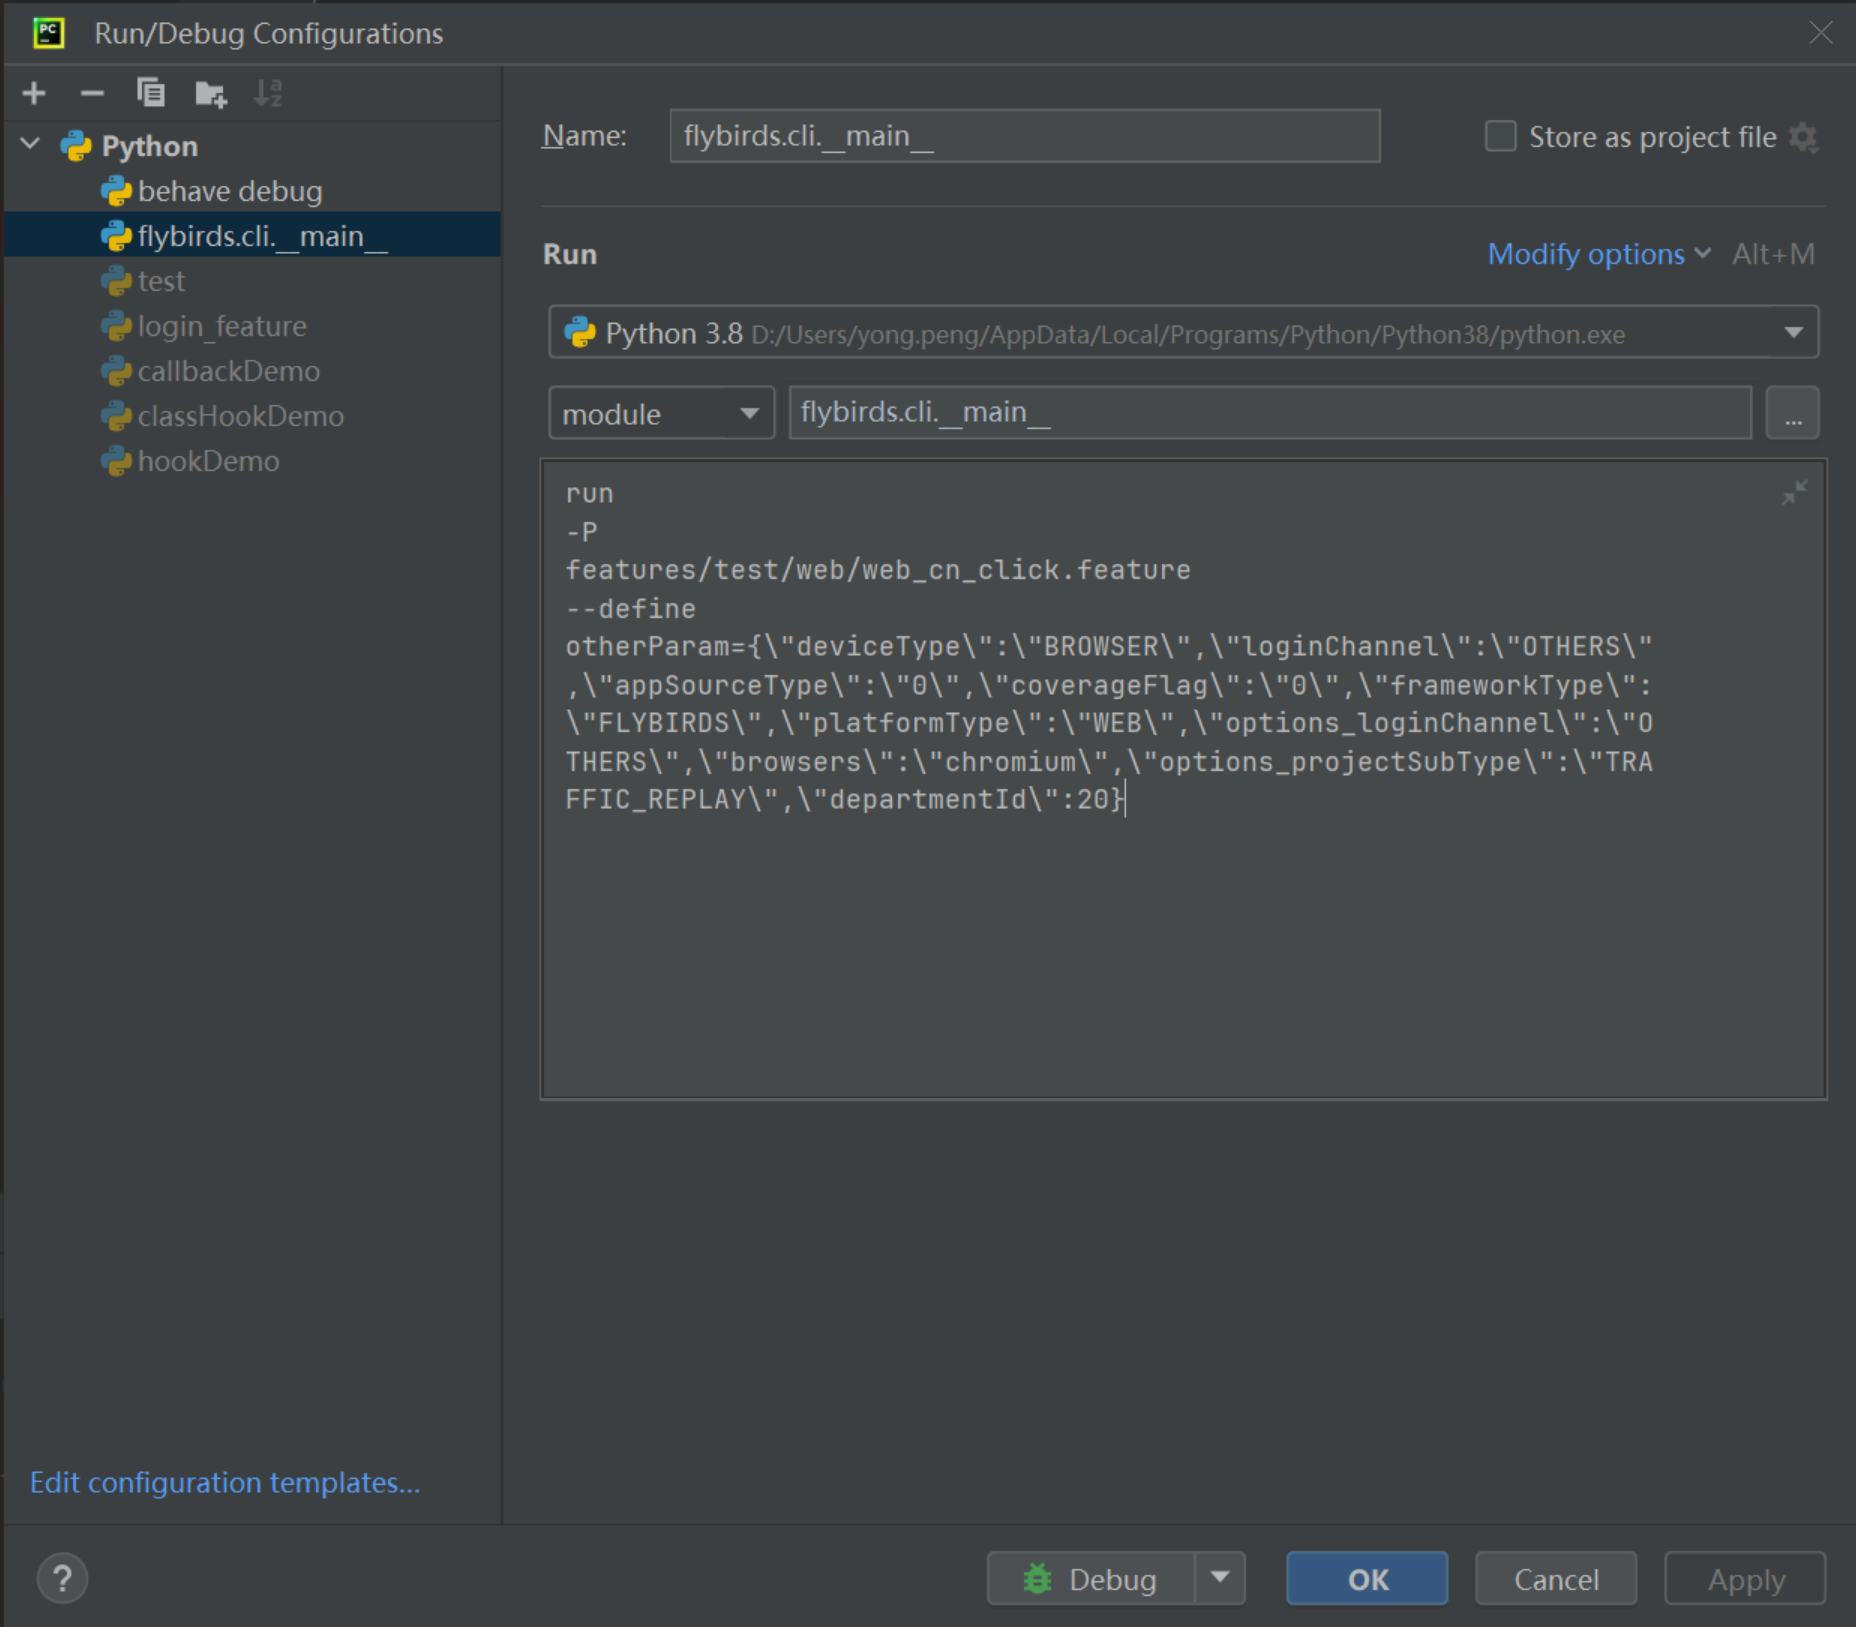 PC
Run/Debug Configurations
Python
behave debug
flybirds.cli.__main__
test
login_feature
callbackDemo
classHookDemo
hookDemo
Edit configuration templates...
Name:
flybirds.cli.__main__
Store as project file
Run
Modify options Alt+M
Python 3.8 D:/Users/yong.peng/AppData/Local/Programs/Python/Python38/python.exe
module
flybirds.cli.__main__
...
run
-P
features/test/web/web_cn_click.feature
--define
otherParam={\"deviceType\":\"BROWSER\",\"loginChannel\":\"OTHERS\"
,\"appSourceType\":\"0\",\"coverageFlag\":\"0\",\"frameworkType\":
\"FLYBIRDS\",\"platformType\":\"WEB\",\"options_loginChannel\":\"O
THERS\",\"browsers\":\"chromium\",\"options_projectSubType\":\"TRA
FFIC_REPLAY\",\"departmentId\":20}
?
Debug
OK
Cancel
Apply